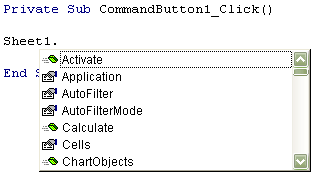 Private Sub CommandButton1_Click()
Sheet1.
Activate
Application
AutoFilter
AutoFilterMode
Calculate
Cells
ChartObjects
End S